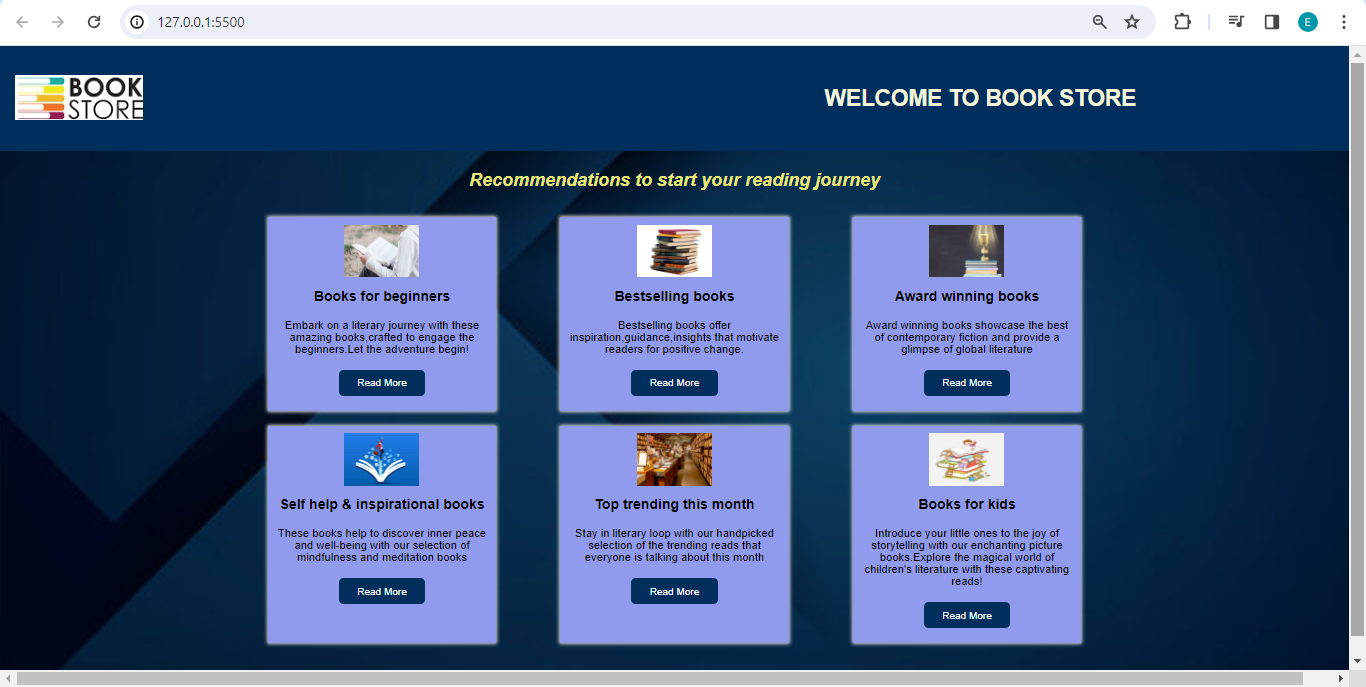 127.0.0.1:5500
E
BOOK
STORE
WELCOME TO BOOK STORE
Recommendations to start your reading journey
Books for beginners
Embark on a literary journey with these
amazing books,crafted to engage the
beginners.Let the adventure begin!
Read More
Bestselling books
Bestselling books offer
inspiration,guidance,insights that motivate
readers for positive change.
Read More
Award winning books
Award winning books showcase the best
of contemporary fiction and provide a
glimpse of global literature
Read More
Self help & inspirational books
These books help to discover inner peace
and well-being with our selection of
mindfulness and meditation books
Read More
Top trending this month
Stay in literary loop with our handpicked
selection of the trending reads that
everyone is talking about this month
Read More
Books for kids
Introduce your little ones to the joy of
storytelling with our enchanting picture
books.Explore the magical world of
children's literature with these captivating
reads!
Read More